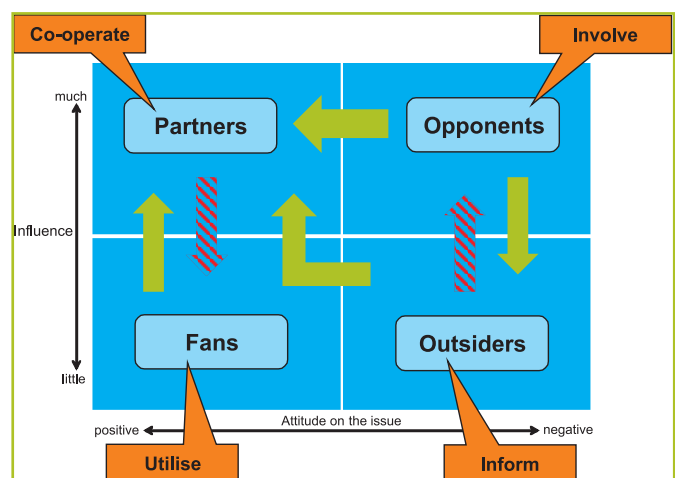 Co-operate
Involve
much
Partners
Opponents
Influence
Fans
Outsiders
little
positive
Attitude on the issue
negative
Utilise
Inform